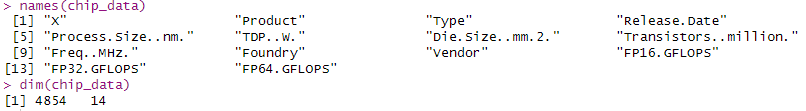 > names(chip_data)
[1] "X" "Product" "Type" "Release.Date"
[5] "Process.Size..nm." "TDP..W." "Die.Size..mm.2." "Transistors..million."
[9] "Freq..MHz." "Foundry" "Vendor" "FP16.GFLOPS"
[13] "FP32.GFLOPS" "FP64.GFLOPS"
> dim(chip_data)
[1] 4854 14